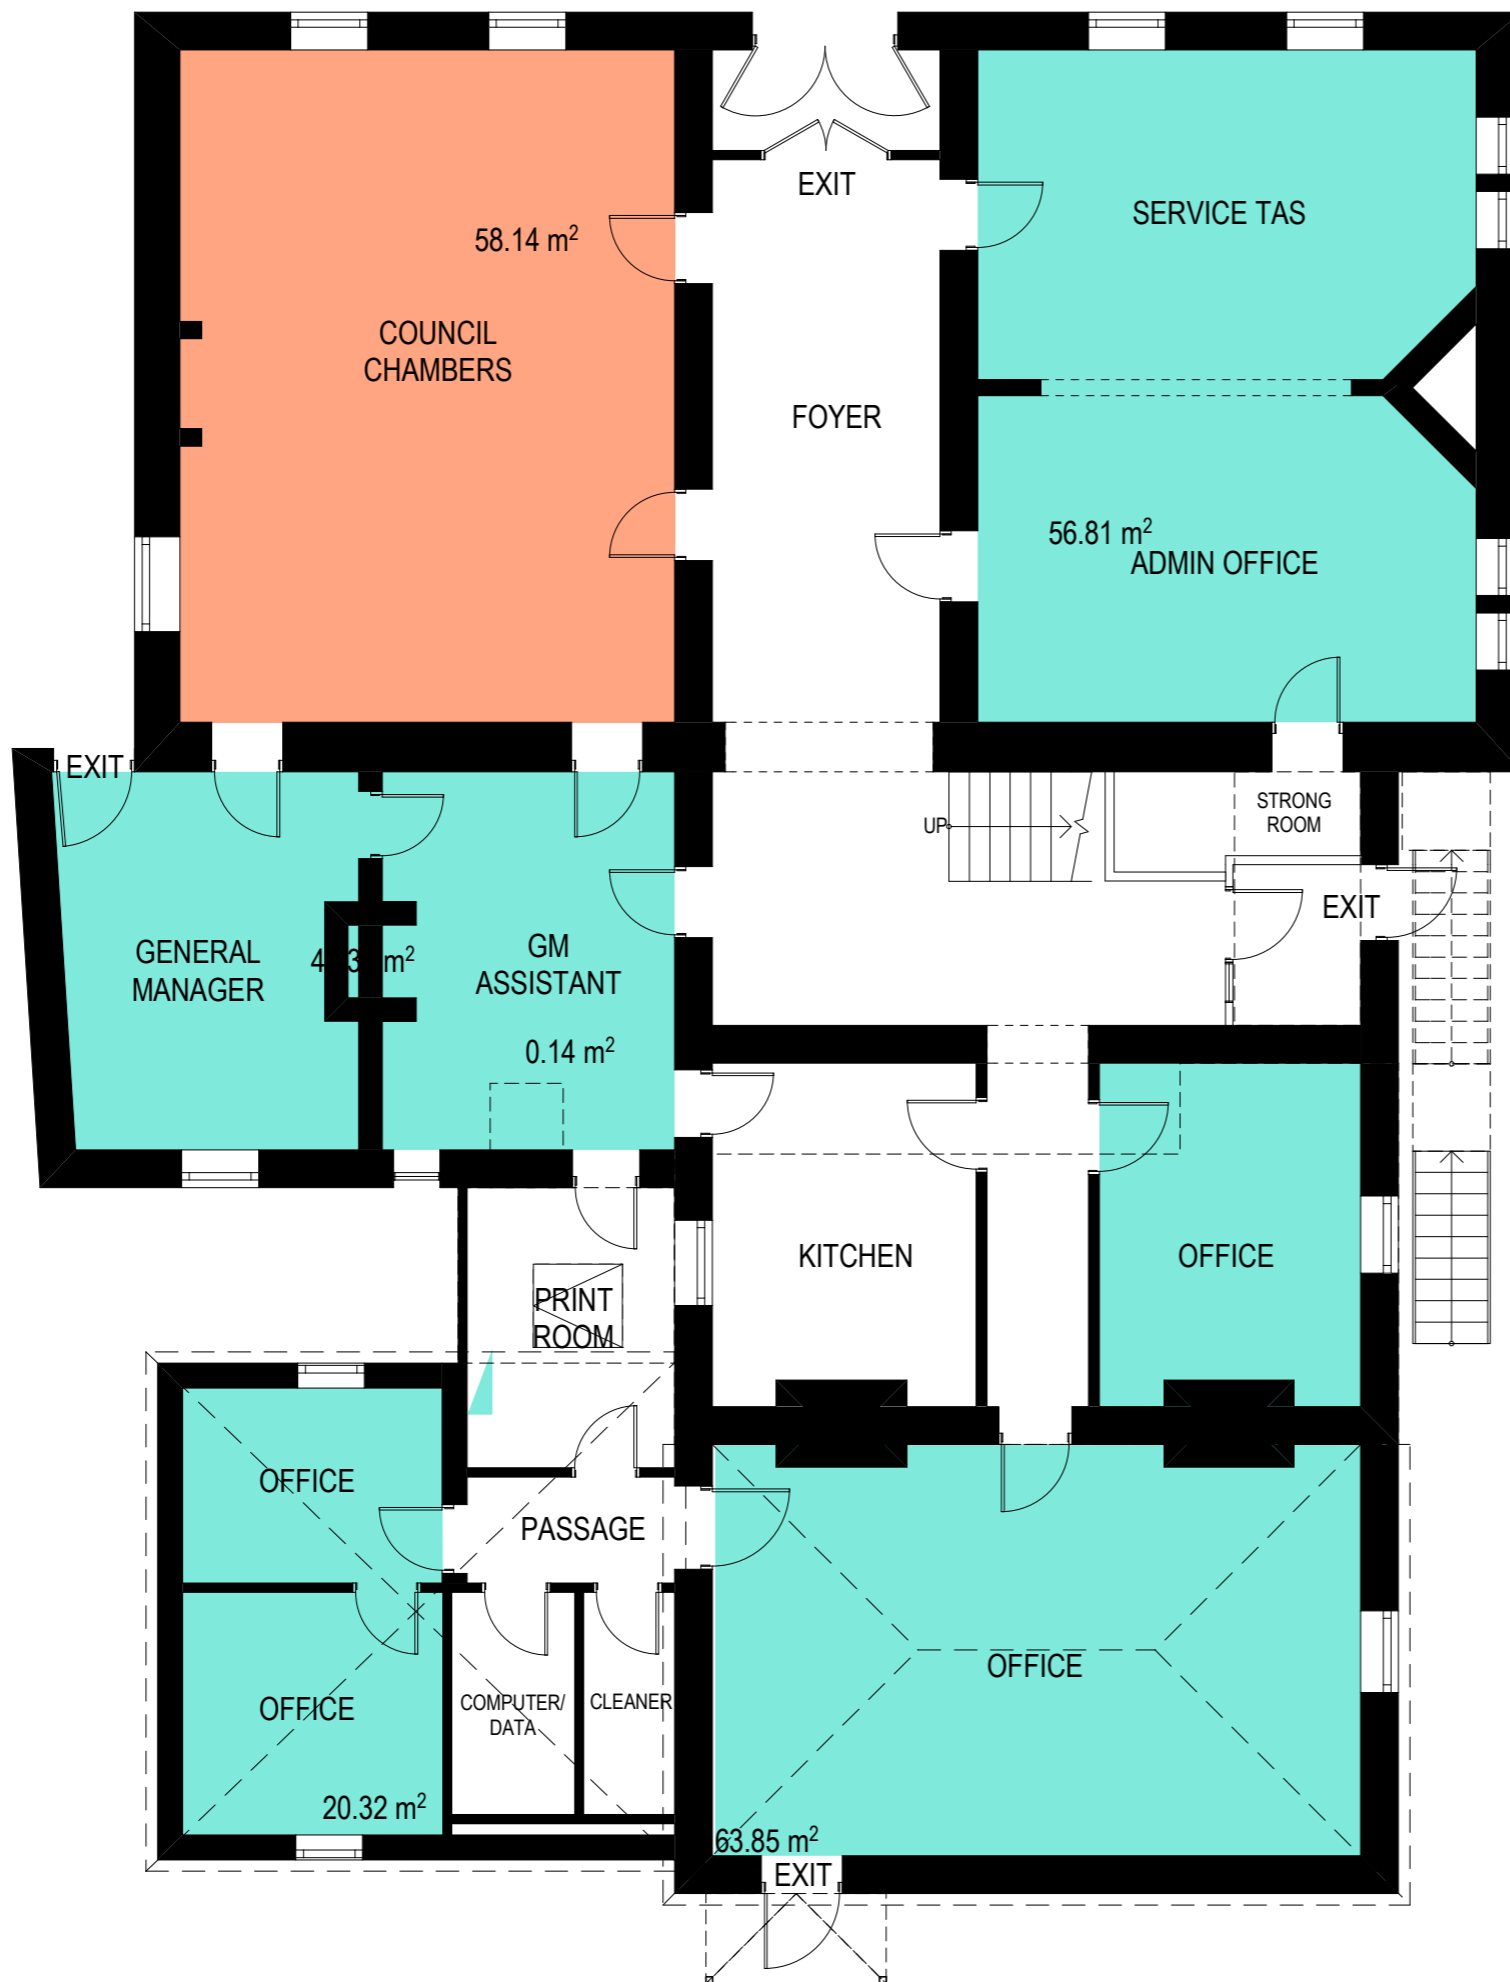 EXIT
SERVICE TAS
58.14 m²
COUNCIL
CHAMBERS
FOYER
56.81 m²
ADMIN OFFICE
EXIT
STRONG
ROOM
UP
EXIT
GENERAL
MANAGER
GM
ASSISTANT
0.14 m²
KITCHEN
OFFICE
PRINT
ROOM
OFFICE
PASSAGE
OFFICE
OFFICE
COMPUTER/
DATA
CLEANER
20.32 m²
63.85 m²
EXIT